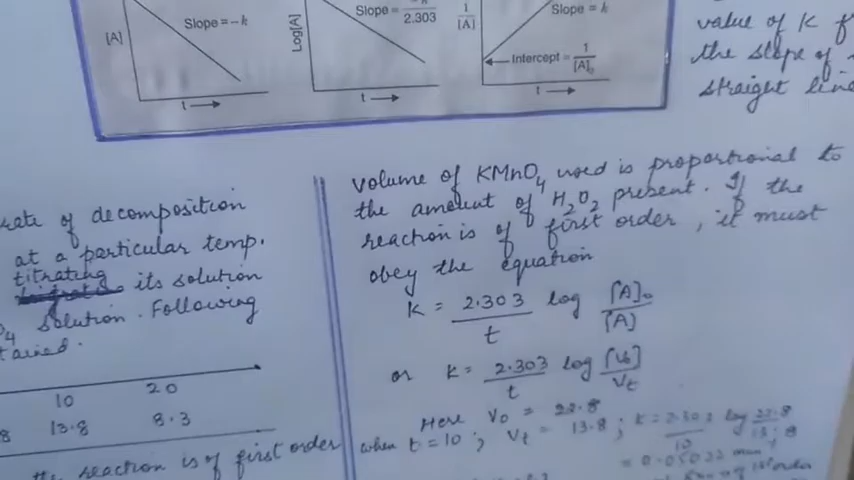 [A]
Slope = -k
t
Log[A]
Slope =
2.303
t
1
[A]
Slope = k
Intercept = 1
[A]₀
t
value of K
the slope of
straight
rate of decomposition
at a particular temp.
titrating
its solution
solution. Following
10 20
8 13.8 8.3
the reaction is of first order
volume of KMnO₄ used is proportional to
the amount of H₂O₂ present. If the
reaction is of first order, it must
obey the equation
K = 2.303 log [A]₀
t [A]
or K = 2.303 log [V₀]
t Vt
Here V₀ = 22.8
when t = 10 ; Vt = 13.8 ; K = 2.303 log 22.8
10 13.8